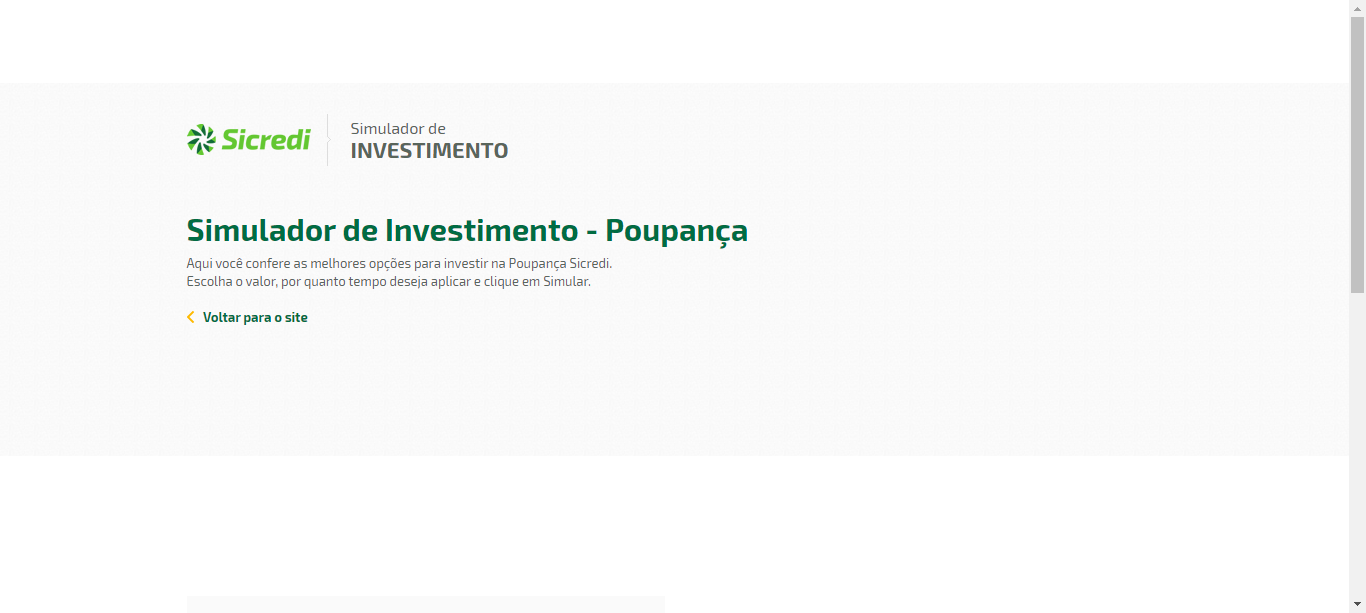 Sicredi
Simulador de
INVESTIMENTO
Simulador de Investimento - Poupança
Aqui você confere as melhores opções para investir na Poupança Sicredi.
Escolha o valor, por quanto tempo deseja aplicar e clique em Simular.
Voltar para o site